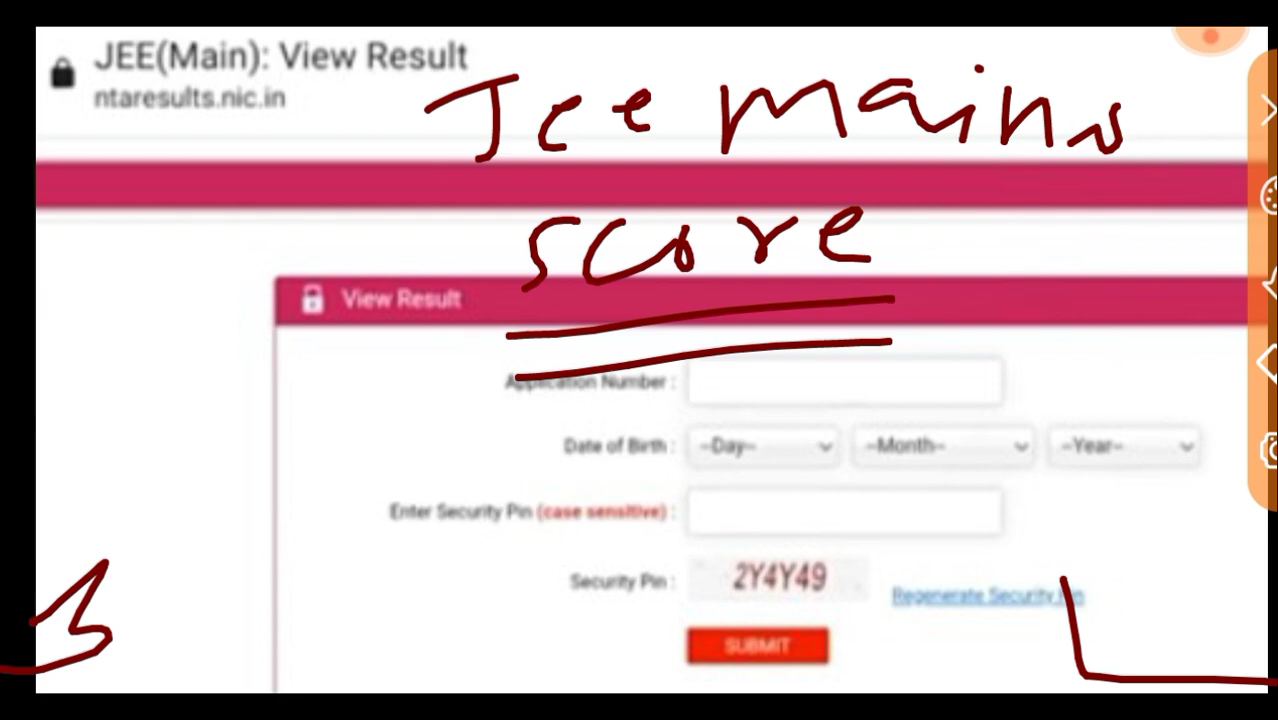 JEE(Main): View Result
ntaresults.nic.in
Jee mains
score
View Result
Application Number :
Date of Birth : --Day-- --Month-- --Year--
Enter Security Pin (case sensitive) :
Security Pin : 2Y4Y49 Regenerate Security Pin
SUBMIT